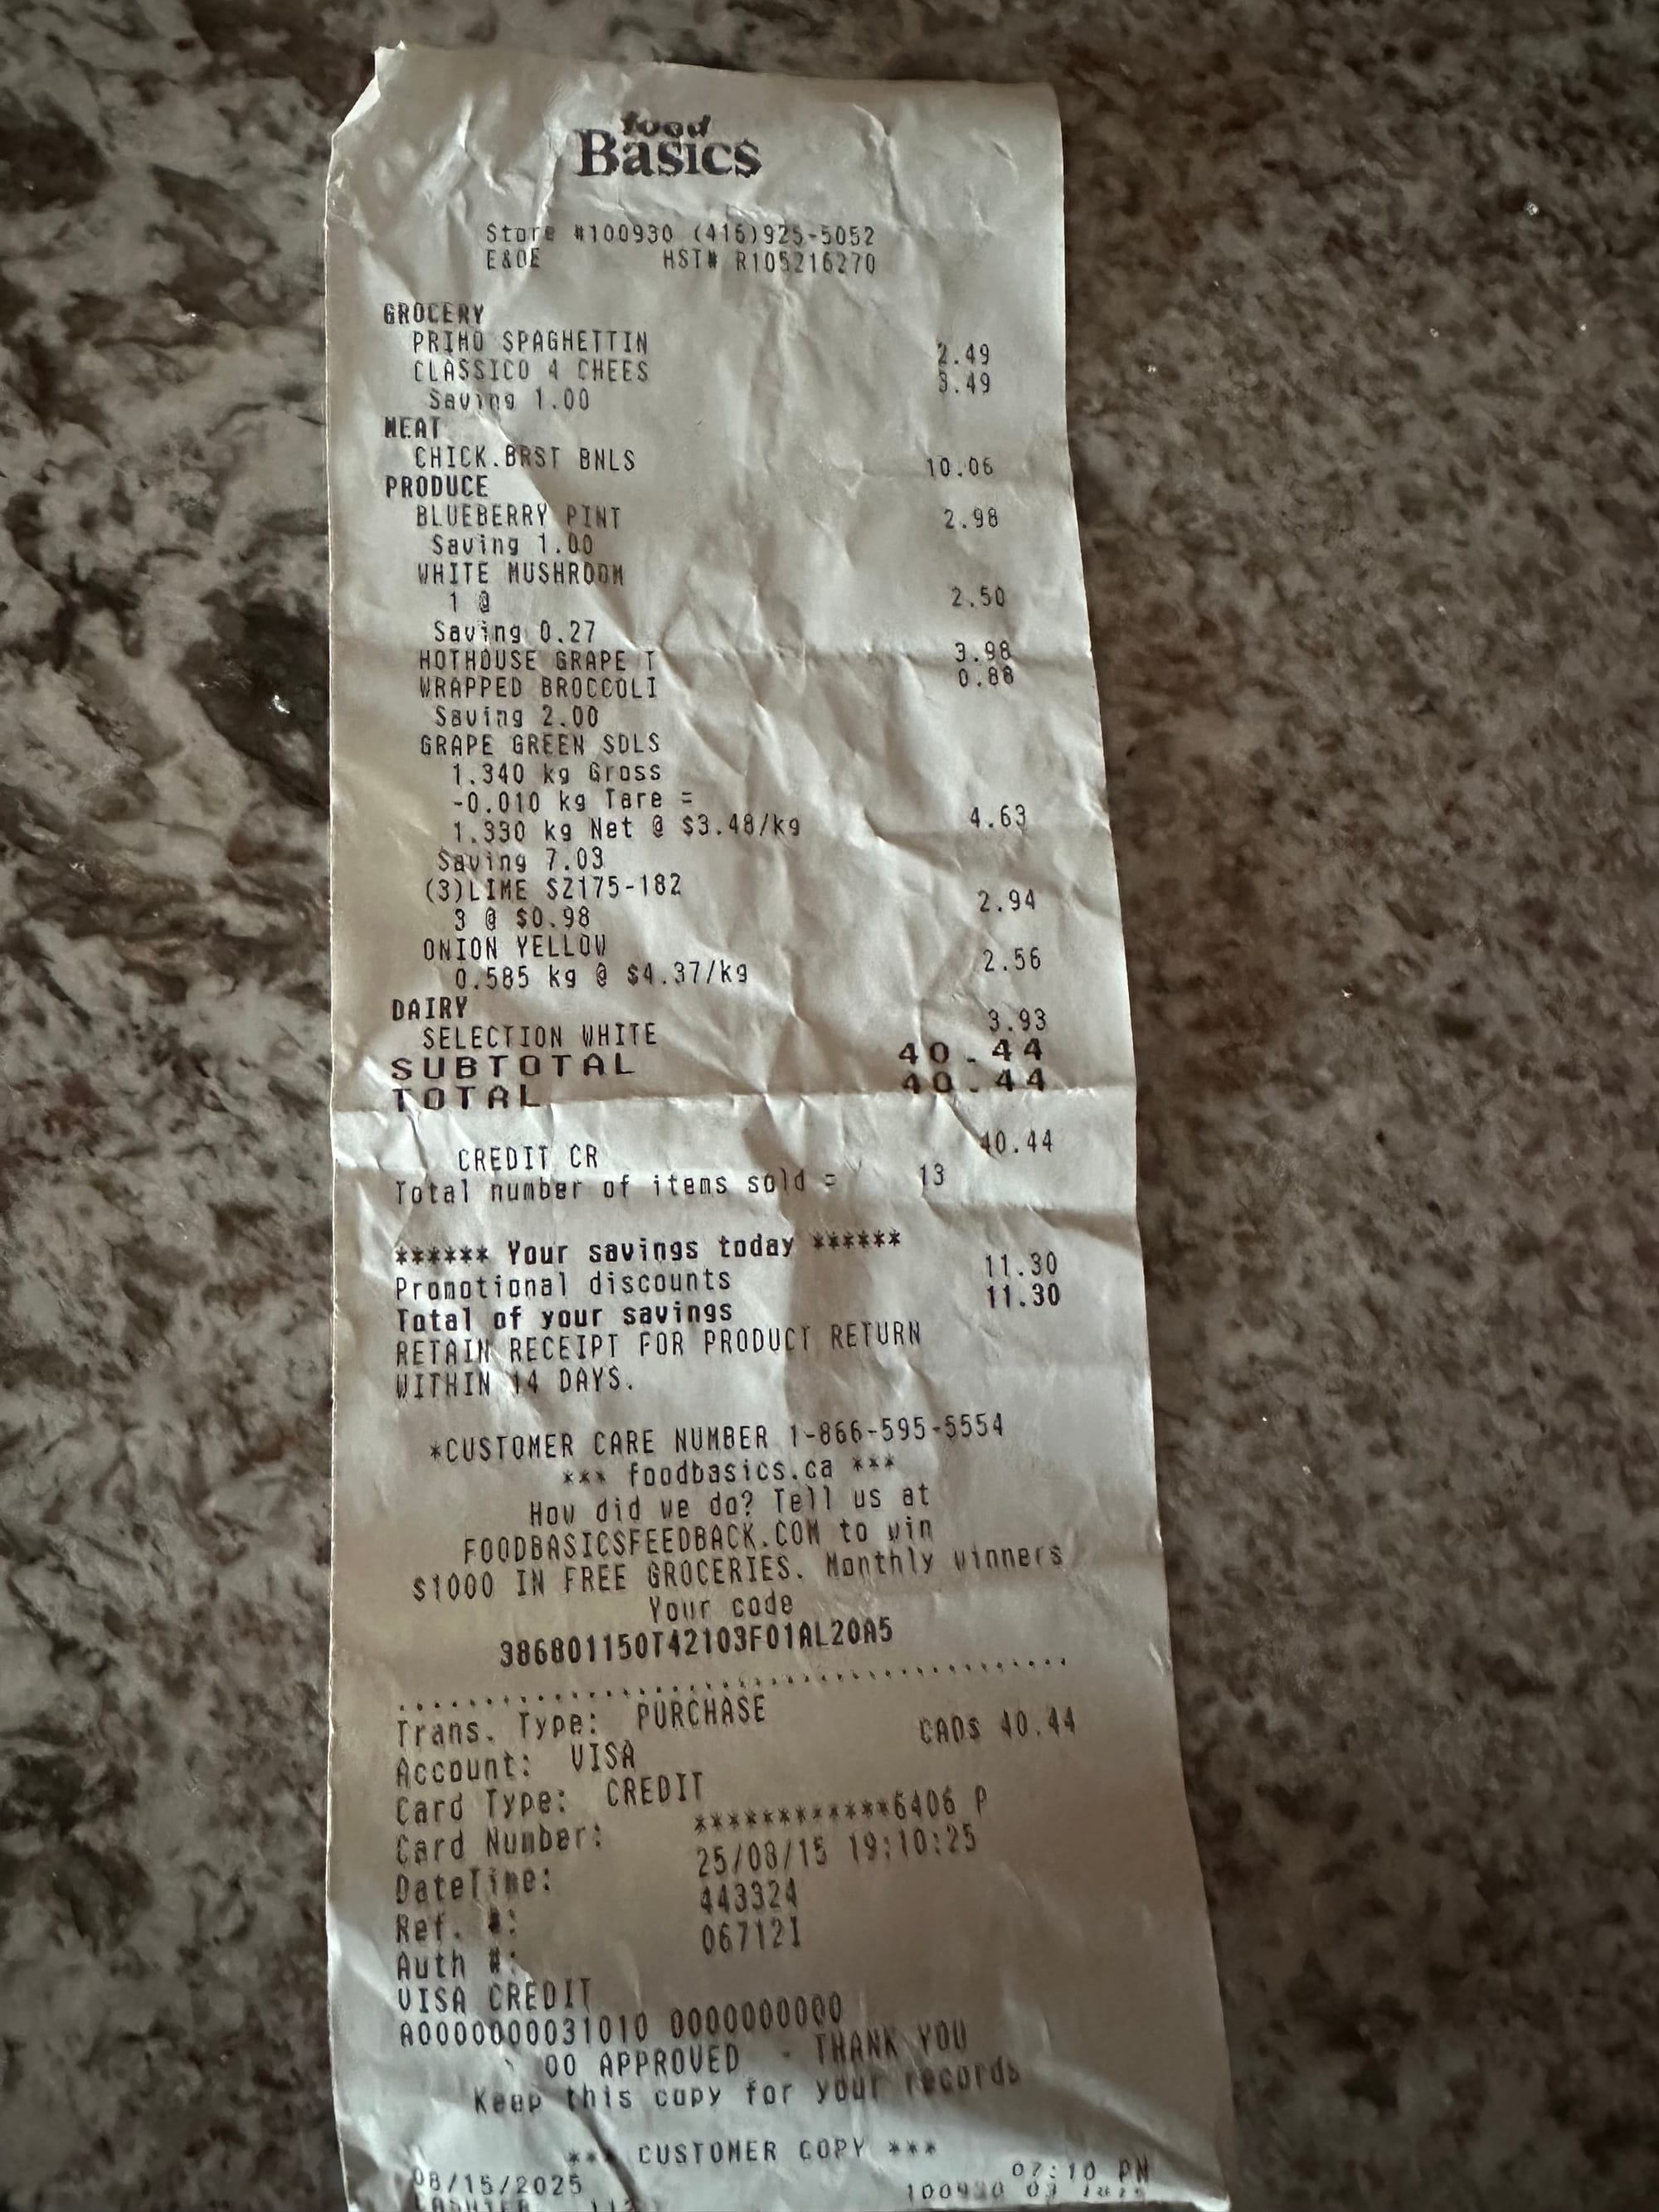 food
Basics
Store #100930 (416)925-5052
E&OE HST# R105216270
GROCERY
PRIMO SPAGHETTIN 2.49
CLASSICO 4 CHEES 3.49
Saving 1.00
MEAT
CHICK.BRST BNLS 10.06
PRODUCE
BLUEBERRY PINT 2.98
Saving 1.00
WHITE MUSHROOM
1 @ 2.50
Saving 0.27
HOTHOUSE GRAPE T 3.98
WRAPPED BROCCOLI 0.88
Saving 2.00
GRAPE GREEN SDLS
1.340 kg Gross
-0.010 kg Tare =
1.330 kg Net @ $3.48/kg 4.63
Saving 7.03
(3)LIME SZ175-182
3 @ $0.98 2.94
ONION YELLOW
0.585 kg @ $4.37/kg 2.56
DAIRY
SELECTION WHITE 3.93
SUBTOTAL 40.44
TOTAL 40.44
CREDIT CR 40.44
Total number of items sold = 13
****** Your savings today ******
Promotional discounts 11.30
Total of your savings 11.30
RETAIN RECEIPT FOR PRODUCT RETURN
WITHIN 14 DAYS.
*CUSTOMER CARE NUMBER 1-866-595-5554
*** foodbasics.ca ***
How did we do? Tell us at
FOODBASICSFEEDBACK.COM to win
$1000 IN FREE GROCERIES. Monthly winners
Your code
386801150T42103F01AL20A5
Trans. Type: PURCHASE
Account: VISA CAD$ 40.44
Card Type: CREDIT
Card Number: ************6406 P
DateTime: 25/08/15 19:10:25
Ref. #: 443324
Auth #: 06712I
VISA CREDIT
A0000000031010 0000000000
00 APPROVED - THANK YOU
Keep this copy for your records
*** CUSTOMER COPY ***
08/15/2025 07:10 PM
CASHIER